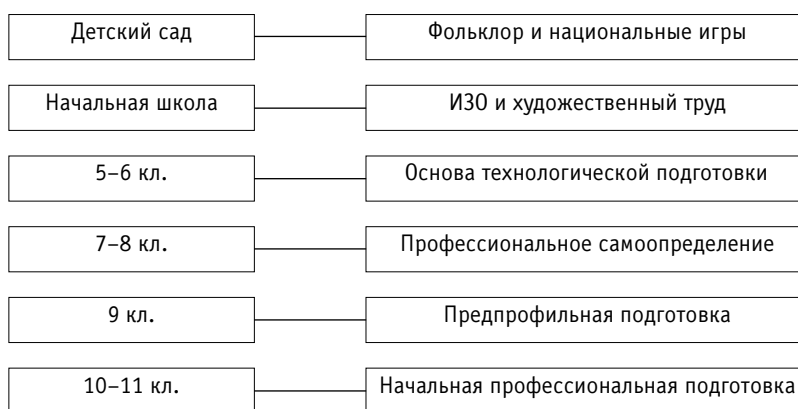 Детский сад Фольклор и национальные игры
Начальная школа ИЗО и художественный труд
5–6 кл. Основа технологической подготовки
7–8 кл. Профессиональное самоопределение
9 кл. Предпрофильная подготовка
10–11 кл. Начальная профессиональная подготовка